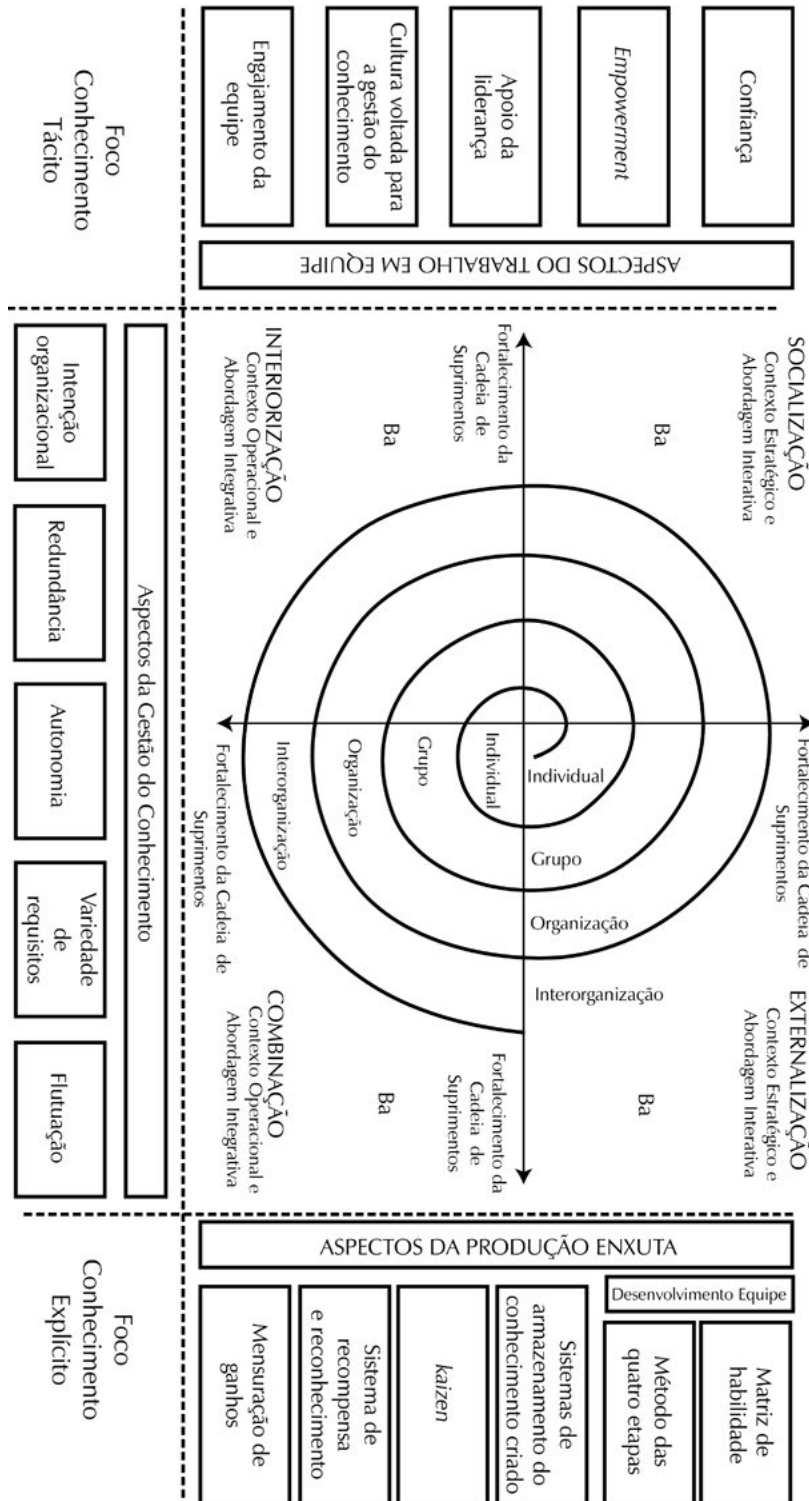 Confiança
Empowerment
Apoio da
liderança
Cultura voltada para
a gestão do
conhecimento
Engajamento da
equipe
ASPECTOS DO TRABALHO EM EQUIPE
SOCIALIZAÇÃO
Contexto Estratégico e
Abordagem Interativa
Ba
Fortalecimento da Cadeia de
Suprimentos
EXTERNALIZAÇÃO
Contexto Estratégico e
Abordagem Interativa
Ba
Fortalecimento da
Cadeia de
Suprimentos
Individual
Grupo
Organização
Interorganização
Fortalecimento da
Cadeia de
Suprimentos
Individual
Grupo
Organização
Interorganização
Ba
INTERIORIZAÇÃO
Contexto Operacional e
Abordagem Integrativa
Fortalecimento da Cadeia de
Suprimentos
Ba
COMBINAÇÃO
Contexto Operacional e
Abordagem Integrativa
ASPECTOS DA PRODUÇÃO ENXUTA
Desenvolvimento Equipe
Matriz de
habilidade
Método das
quatro etapas
Sistemas de
armazenamento do
conhecimento criado
kaizen
Sistema de
recompensa
e reconhecimento
Mensuração de
ganhos
Foco
Conhecimento
Tácito
Aspectos da Gestão do Conhecimento
Intenção
organizacional
Redundância
Autonomia
Variedade
de
requisitos
Flutuação
Foco
Conhecimento
Explícito